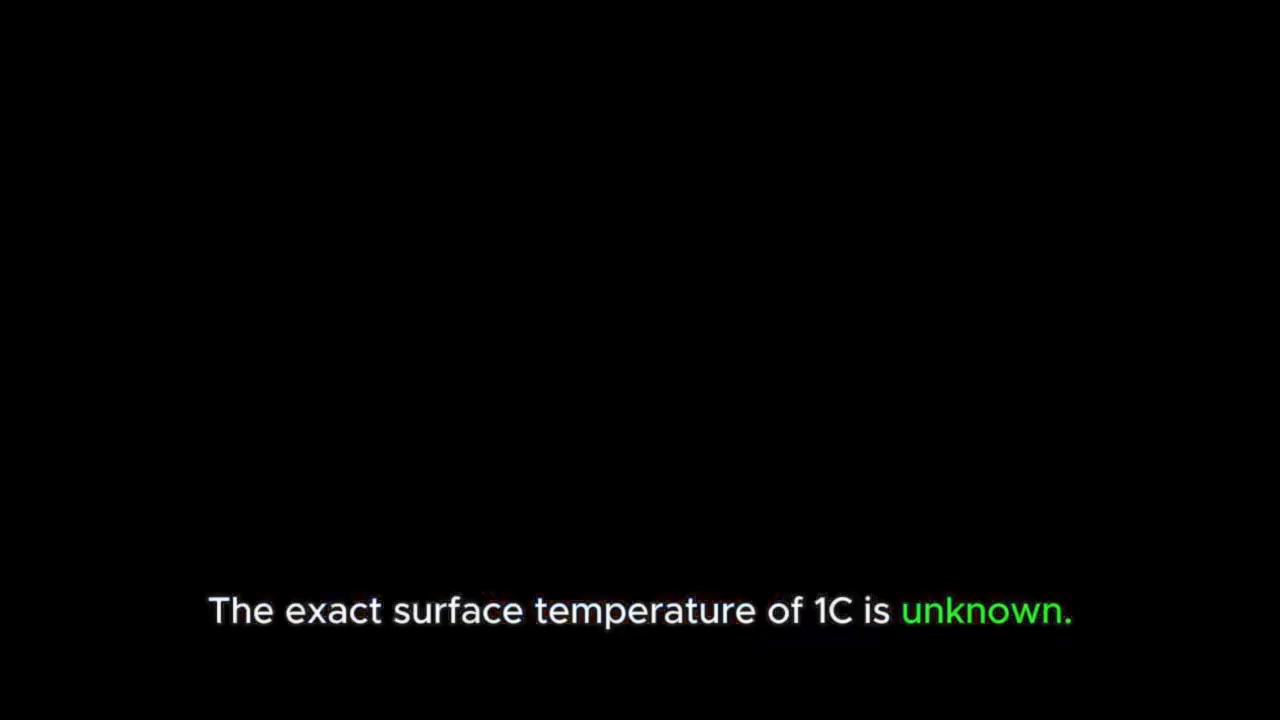 The exact surface temperature of 1C is unknown.